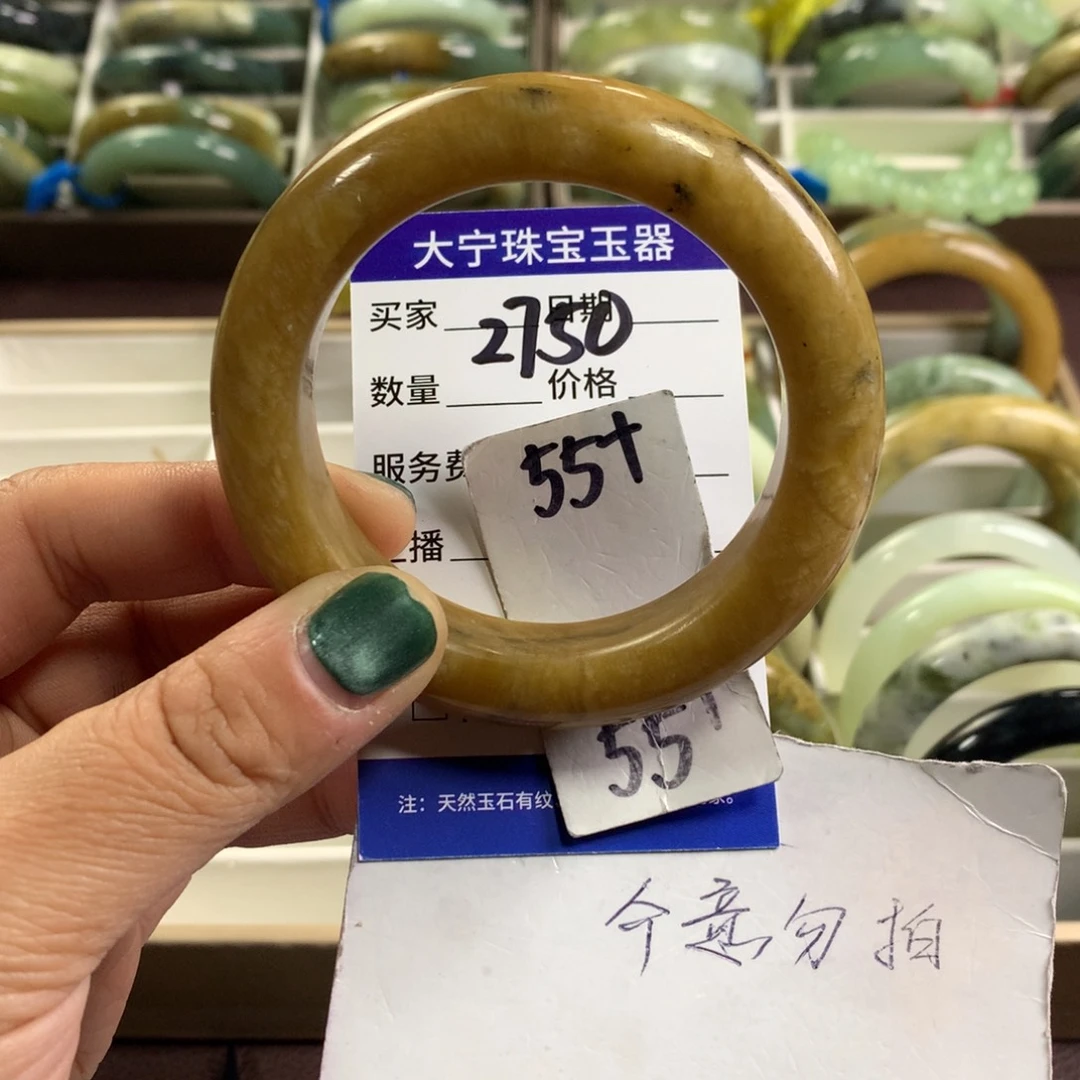 大宁珠宝玉器
买家 日期
2750
数量 价格
服务费
55+
播
55+
注：天然玉石有纹
介意勿拍